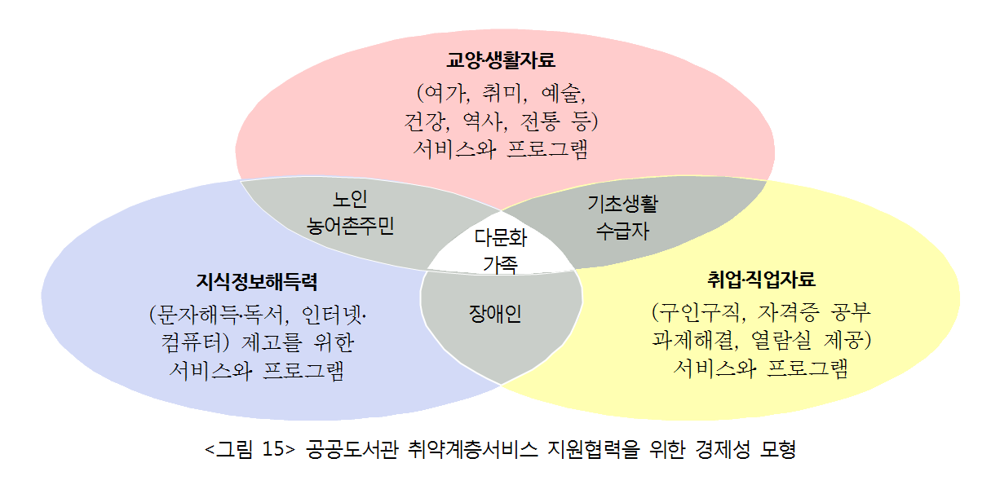 교양·생활자료
(여가, 취미, 예술,
건강, 역사, 전통 등)
서비스와 프로그램
노인
농어촌주민
기초생활
수급자
다문화
가족
지식정보해득력
(문자해득·독서, 인터넷·
컴퓨터) 제고를 위한
서비스와 프로그램
장애인
취업·직업자료
(구인구직, 자격증 공부
과제해결, 열람실 제공)
서비스와 프로그램
<그림 15> 공공도서관 취약계층서비스 지원협력을 위한 경제성 모형